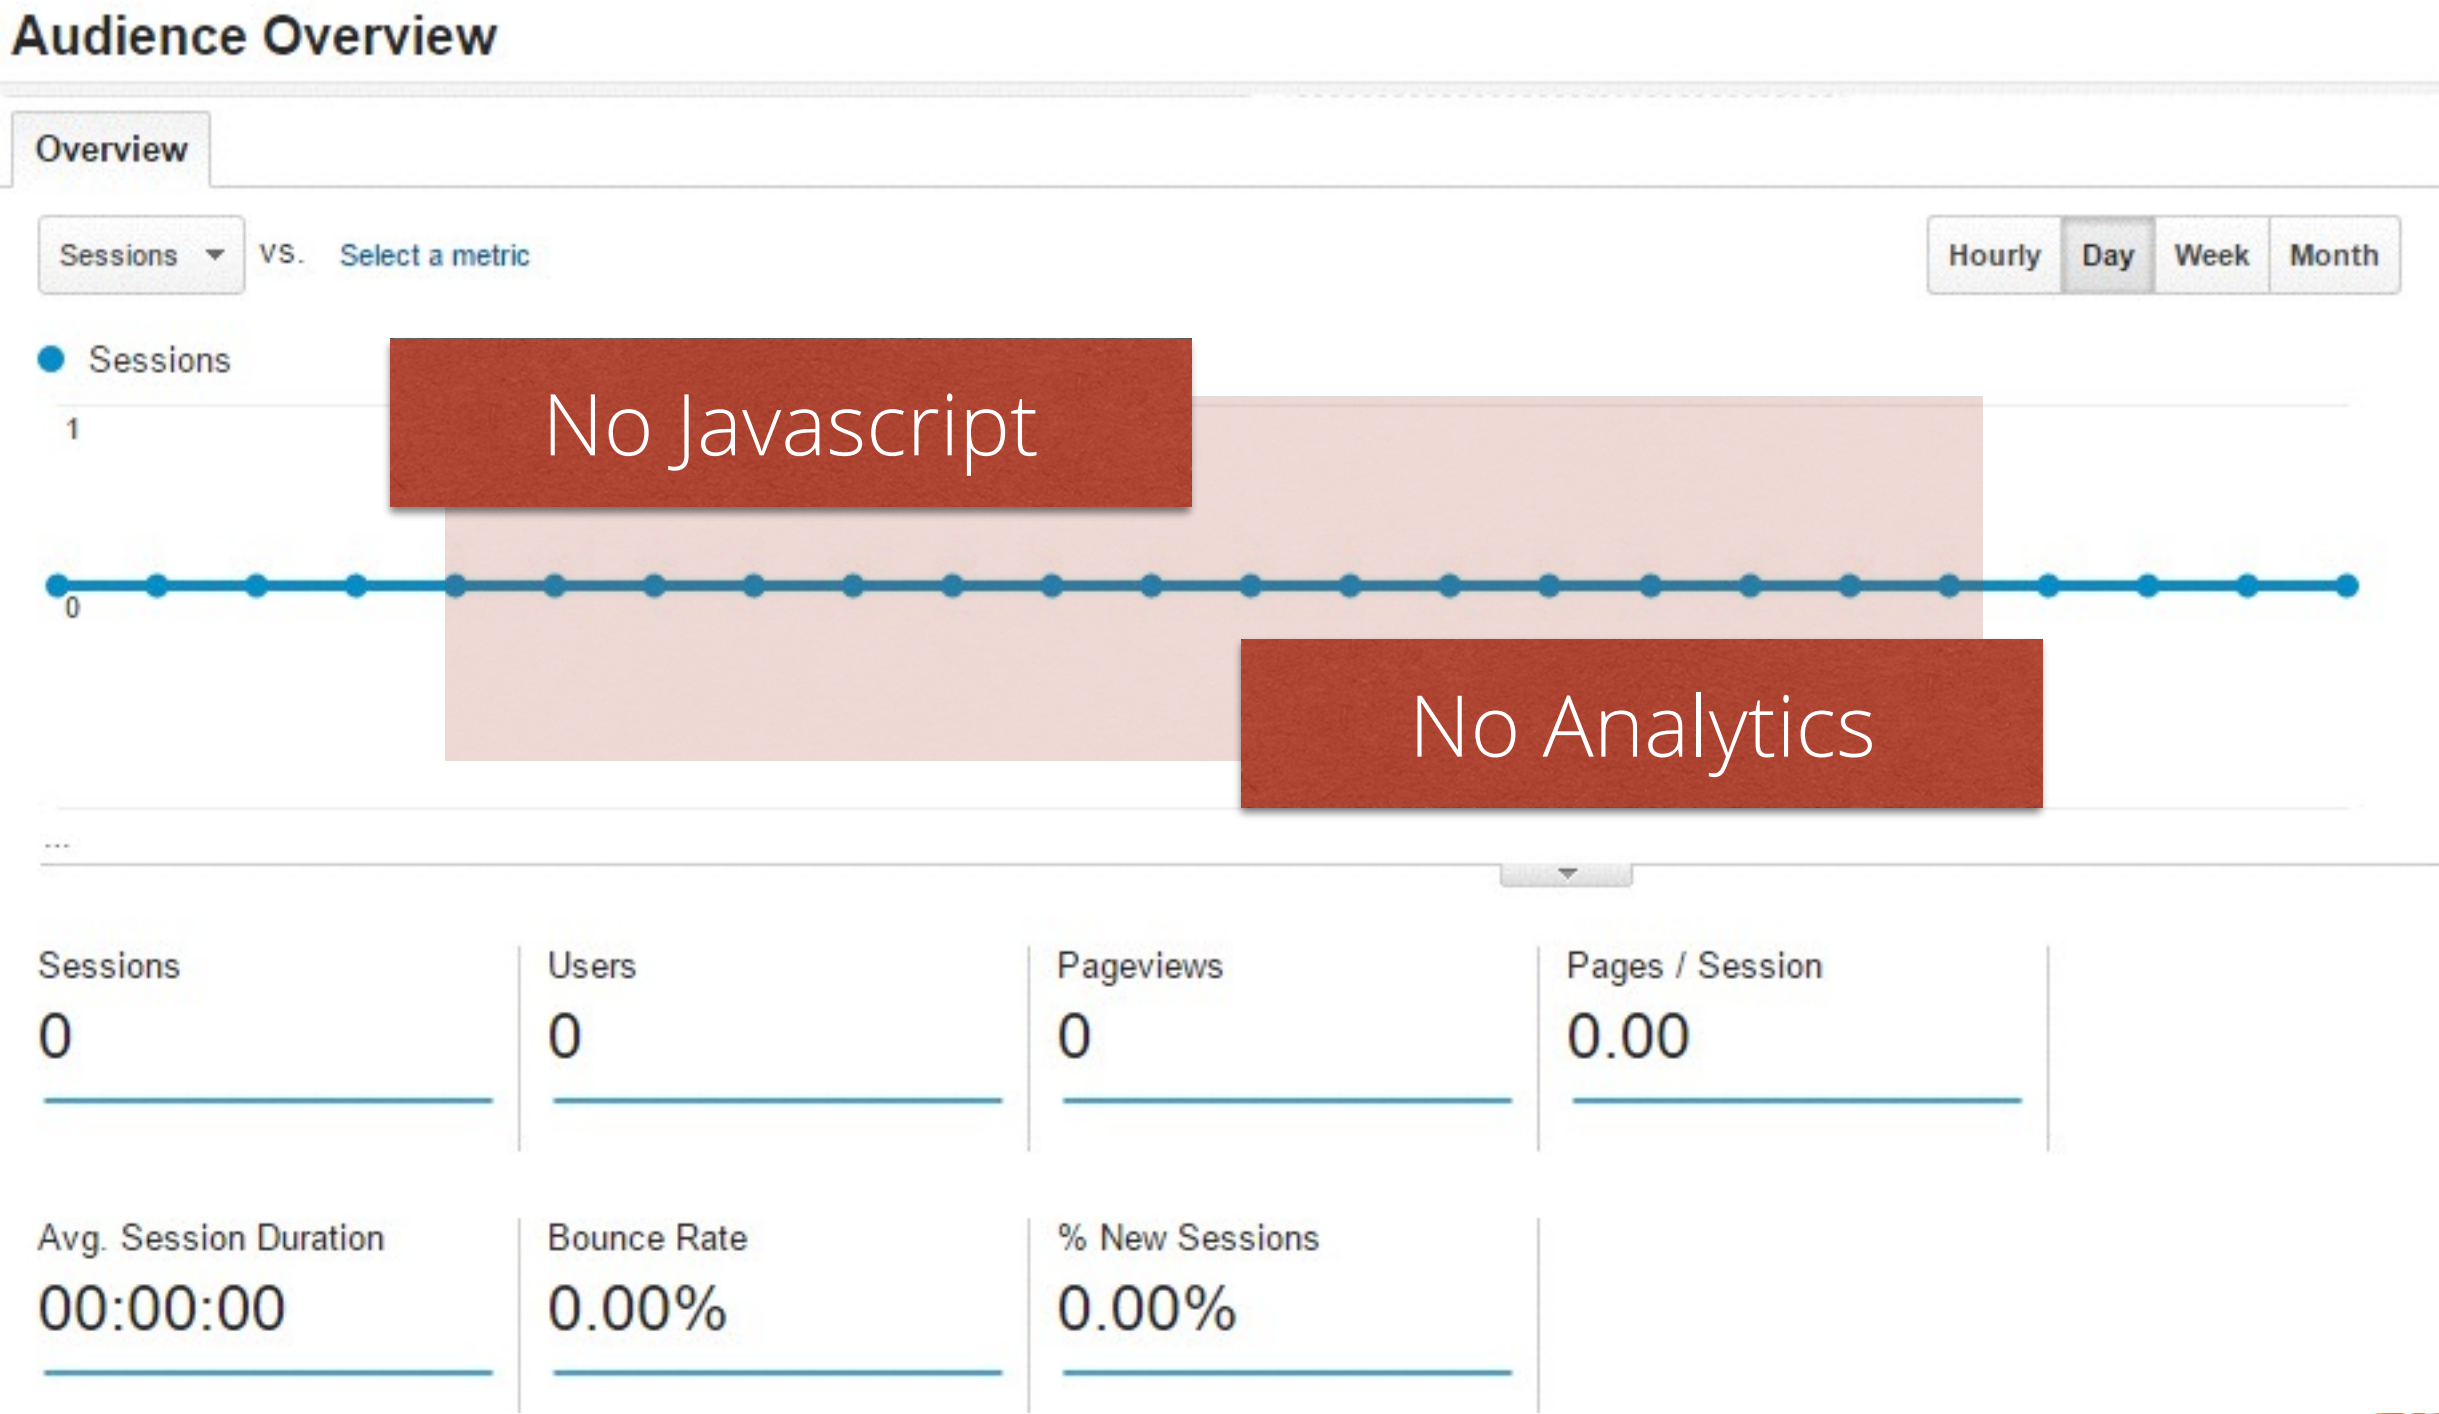 Audience Overview
Overview
Sessions VS. Select a metric
Hourly Day Week Month
Sessions
1
No Javascript
0
No Analytics
...
Sessions Users Pageviews Pages / Session
0 0 0 0.00
Avg. Session Duration Bounce Rate % New Sessions
00:00:00 0.00% 0.00%